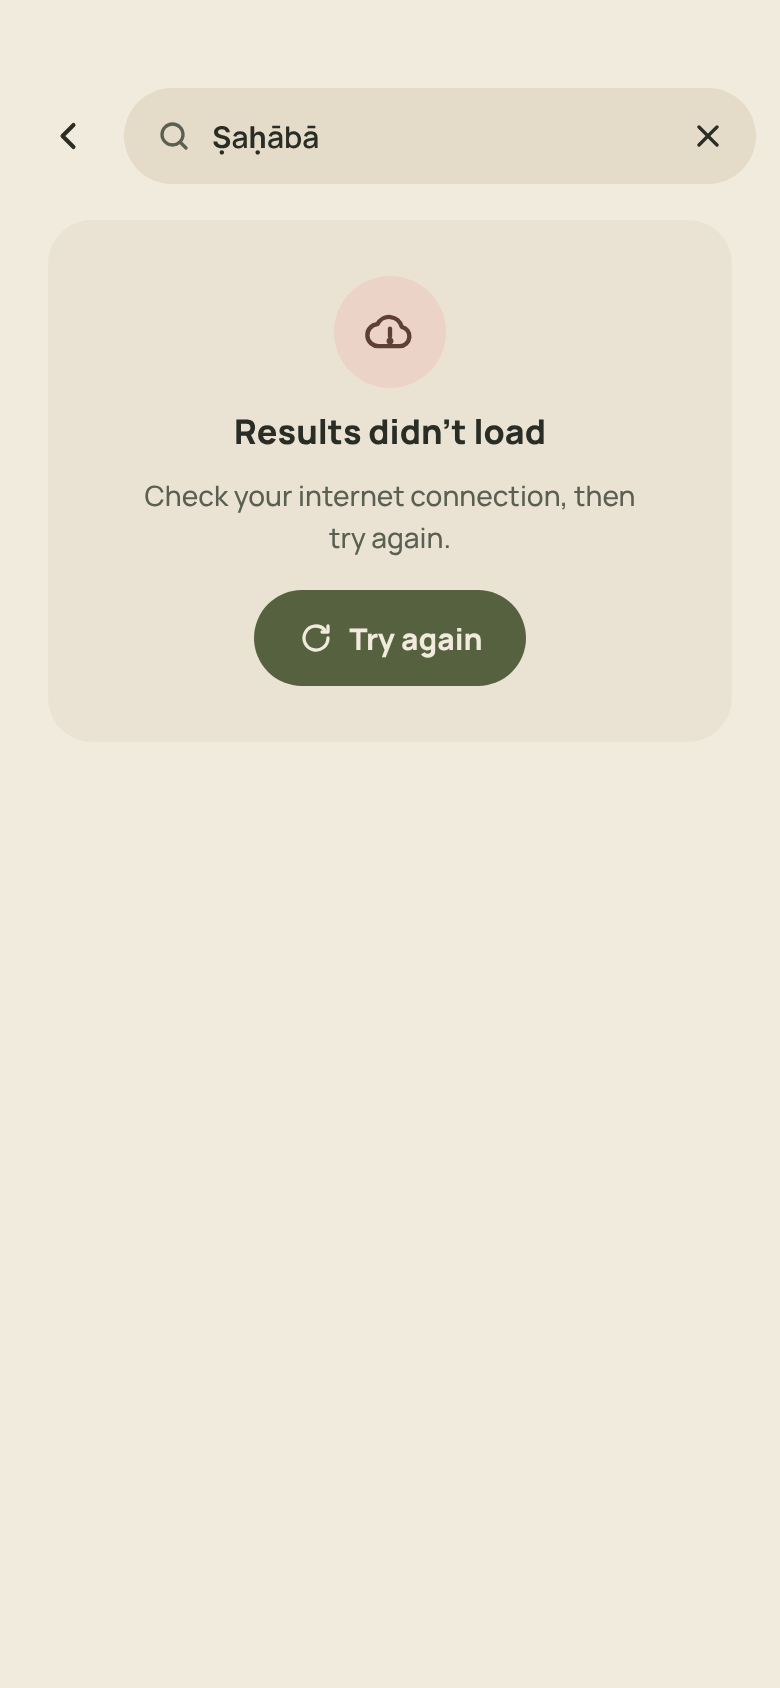 Ṣaḥābā
Results didn’t load
Check your internet connection, then
try again.
Try again